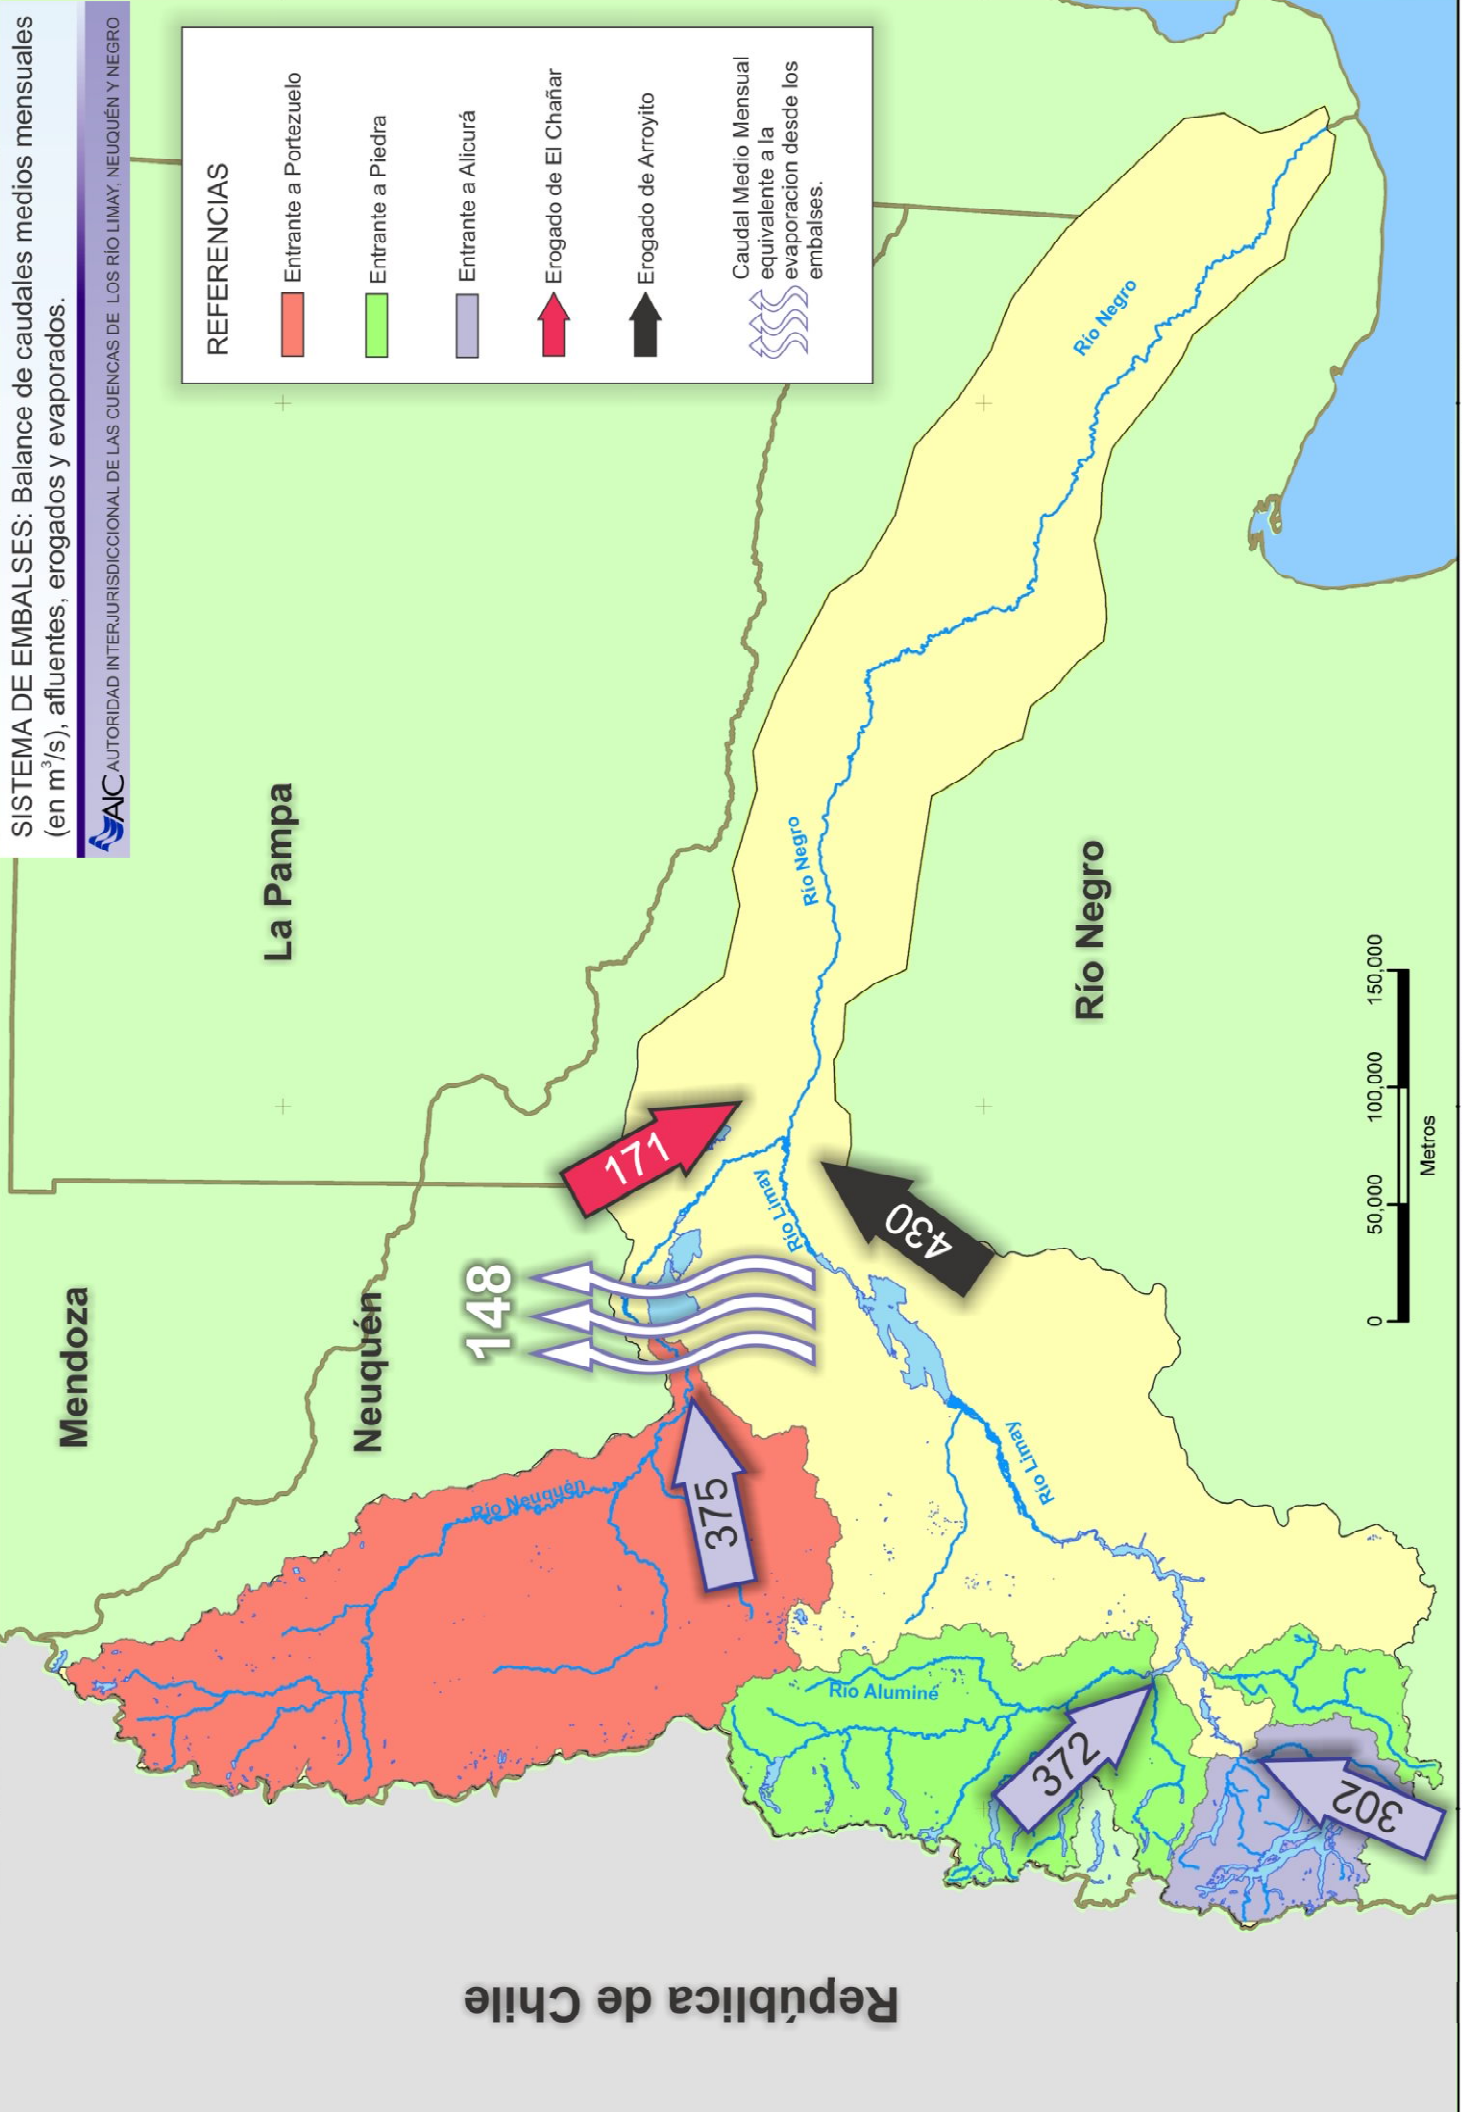 SISTEMA DE EMBALSES: Balance de caudales medios mensuales
(en m³/s), afluentes, erogados y evaporados.
AIC AUTORIDAD INTERJURISDICCIONAL DE LAS CUENCAS DE LOS RÍO LIMAY, NEUQUÉN Y NEGRO
REFERENCIAS
Entrante a Portezuelo
Entrante a Piedra
Entrante a Alicurá
Erogado de El Chañar
Erogado de Arroyito
Caudal Medio Mensual
equivalente a la
evaporacion desde los
embalses.
Mendoza
La Pampa
Neuquén
148
171
Río Neuquén
375
Río Limay
Río Negro
Río Negro
430
Río Limay
Río Aluminé
372
302
Río Negro
República de Chile
0 50,000 100,000 150,000
Metros